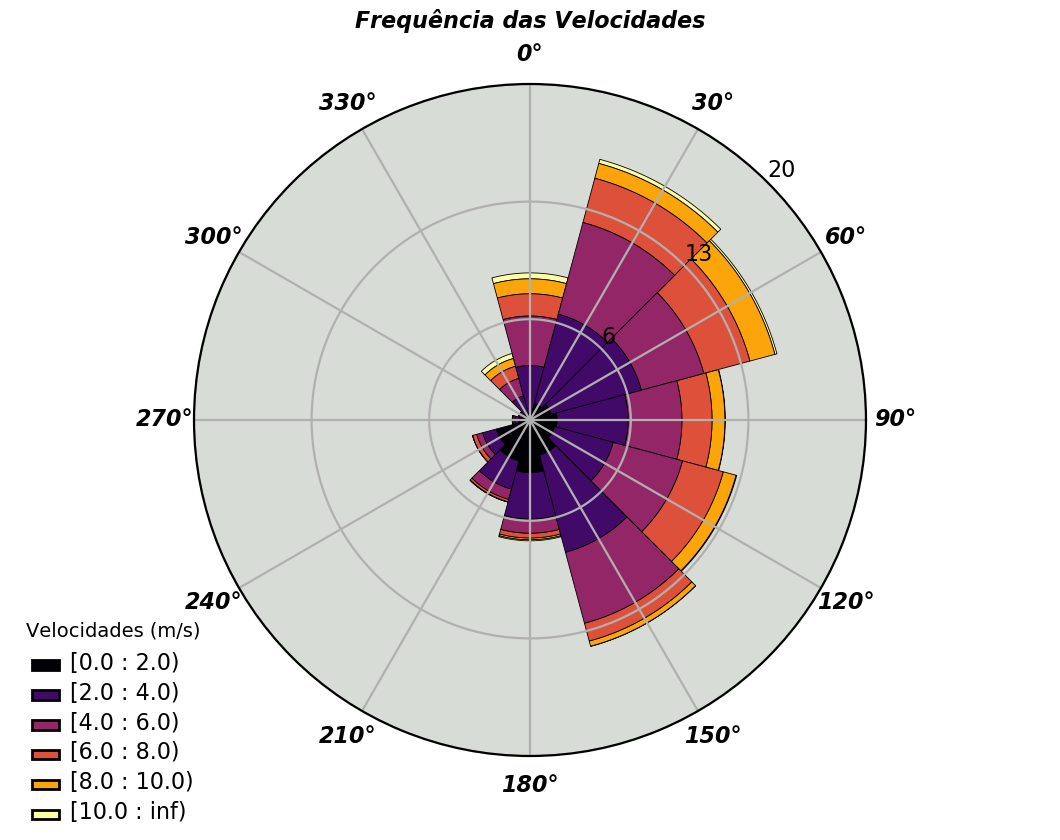 Frequência das Velocidades
0°
330°
30°
20
300°
60°
13
6
270°
90°
240°
120°
210°
150°
180°
Velocidades (m/s)
[0.0 : 2.0)
[2.0 : 4.0)
[4.0 : 6.0)
[6.0 : 8.0)
[8.0 : 10.0)
[10.0 : inf)